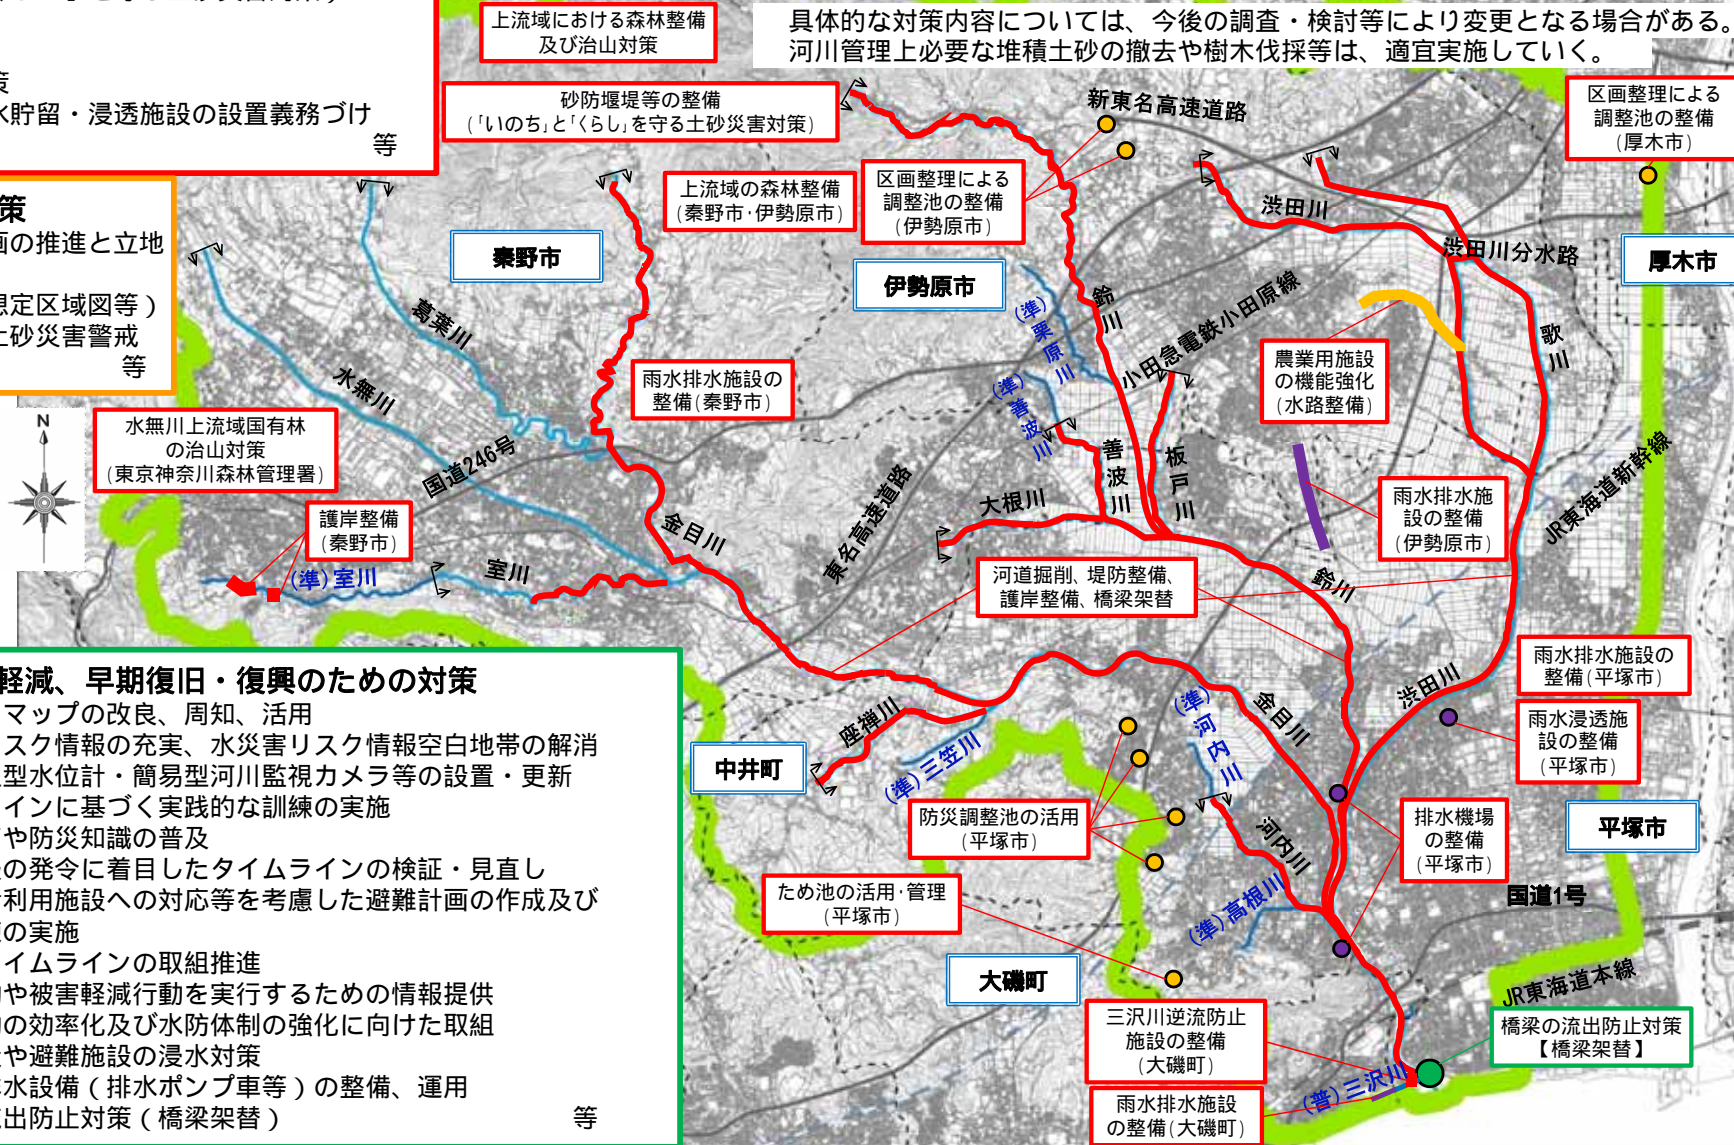 上流域における森林整備
及び治山対策
具体的な対策内容については、今後の調査・検討等により変更となる場合がある。
河川管理上必要な堆積土砂の撤去や樹木伐採等は、適宜実施していく。
策
水貯留・浸透施設の設置義務づけ
等
砂防堰堤等の整備
(「いのち」と「くらし」を守る土砂災害対策)
新東名高速道路
区画整理による
調整池の整備
(厚木市)
策
画の推進と立地
想定区域図等)
土砂災害警戒
等
上流域の森林整備
(秦野市・伊勢原市)
区画整理による
調整池の整備
(伊勢原市)
渋田川
渋田川分水路
厚木市
秦野市
伊勢原市
葛葉川
水無川
(準)栗原川
鈴川
小田急電鉄小田原線
歌川
農業用施設
の機能強化
(水路整備)
雨水排水施設の
整備(秦野市)
(準)善波川
N
水無川上流域国有林
の治山対策
(東京神奈川森林管理署)
国道246号
善波川
板戸川
JR東海道新幹線
大根川
東名高速道路
雨水排水施
設の整備
(伊勢原市)
護岸整備
(秦野市)
金目川
(準)室川
室川
河道掘削、堤防整備、
護岸整備、橋梁架替
鈴川
軽減、早期復旧・復興のための対策
マップの改良、周知、活用
スク情報の充実、水災害リスク情報空白地帯の解消
型水位計・簡易型河川監視カメラ等の設置・更新
インに基づく実践的な訓練の実施
や防災知識の普及
の発令に着目したタイムラインの検証・見直し
利用施設への対応等を考慮した避難計画の作成及び
の実施
イムラインの取組推進
や被害軽減行動を実行するための情報提供
の効率化及び水防体制の強化に向けた取組
や避難施設の浸水対策
水設備(排水ポンプ車等)の整備、運用
出防止対策(橋梁架替)
等
雨水排水施設の
整備(平塚市)
渋田川
座禅川
(準)河内川
金目川
雨水浸透施
設の整備
(平塚市)
中井町
(準)三笠川
防災調整池の活用
(平塚市)
河内川
排水機場
の整備
(平塚市)
平塚市
ため池の活用・管理
(平塚市)
(準)高根川
国道1号
大磯町
JR東海道本線
三沢川逆流防止
施設の整備
(大磯町)
橋梁の流出防止対策
【橋梁架替】
(普)三沢川
雨水排水施設
の整備(大磯町)